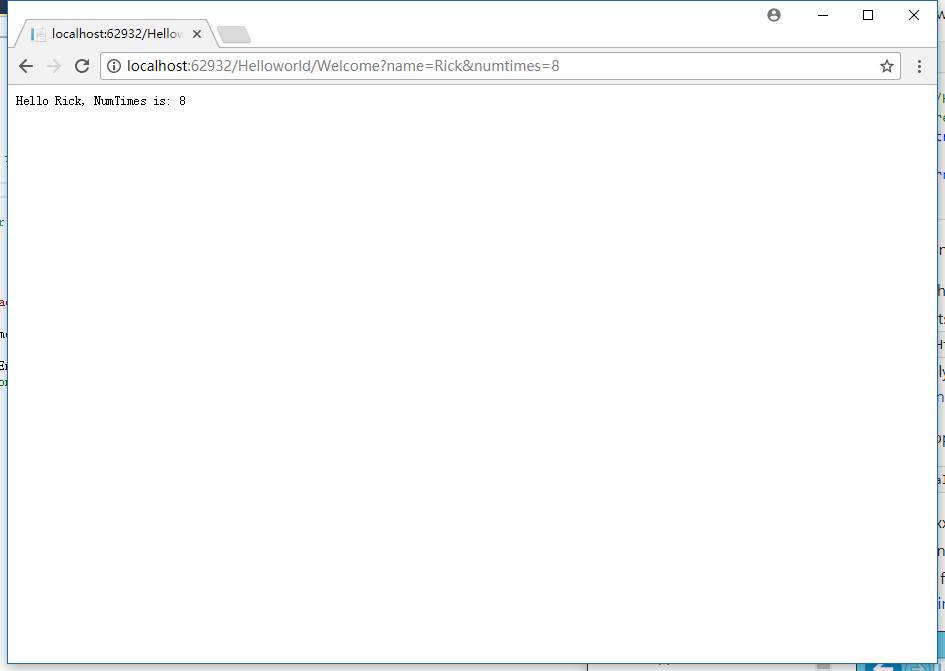 localhost:62932/Hellow
localhost:62932/Helloworld/Welcome?name=Rick&numtimes=8
Hello Rick, NumTimes is: 8